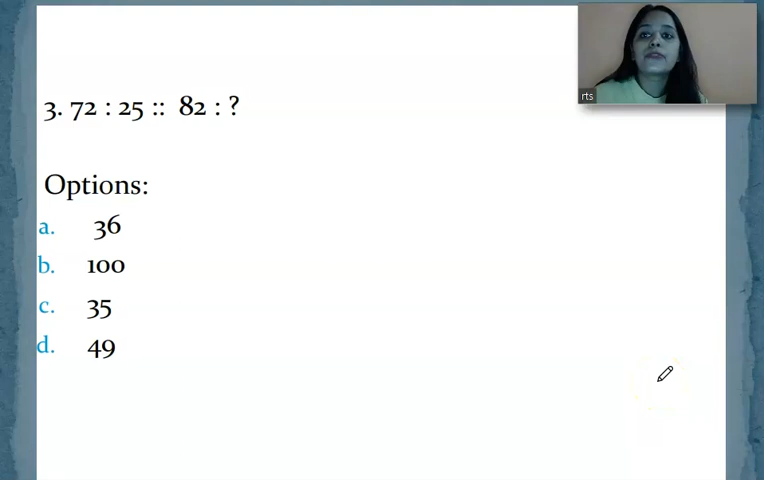 3. 72 : 25 :: 82 : ?
Options:
a. 36
b. 100
c. 35
d. 49
rts